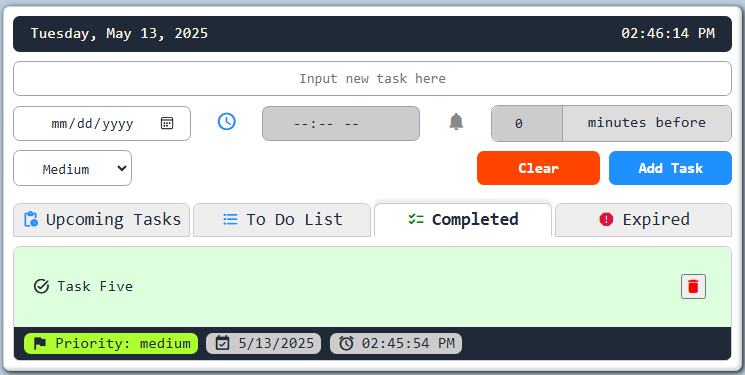 Tuesday, May 13, 2025 02:46:14 PM
Input new task here
mm/dd/yyyy --:-- -- 0 minutes before
Medium Clear Add Task
Upcoming Tasks To Do List Completed Expired
Task Five
Priority: medium 5/13/2025 02:45:54 PM